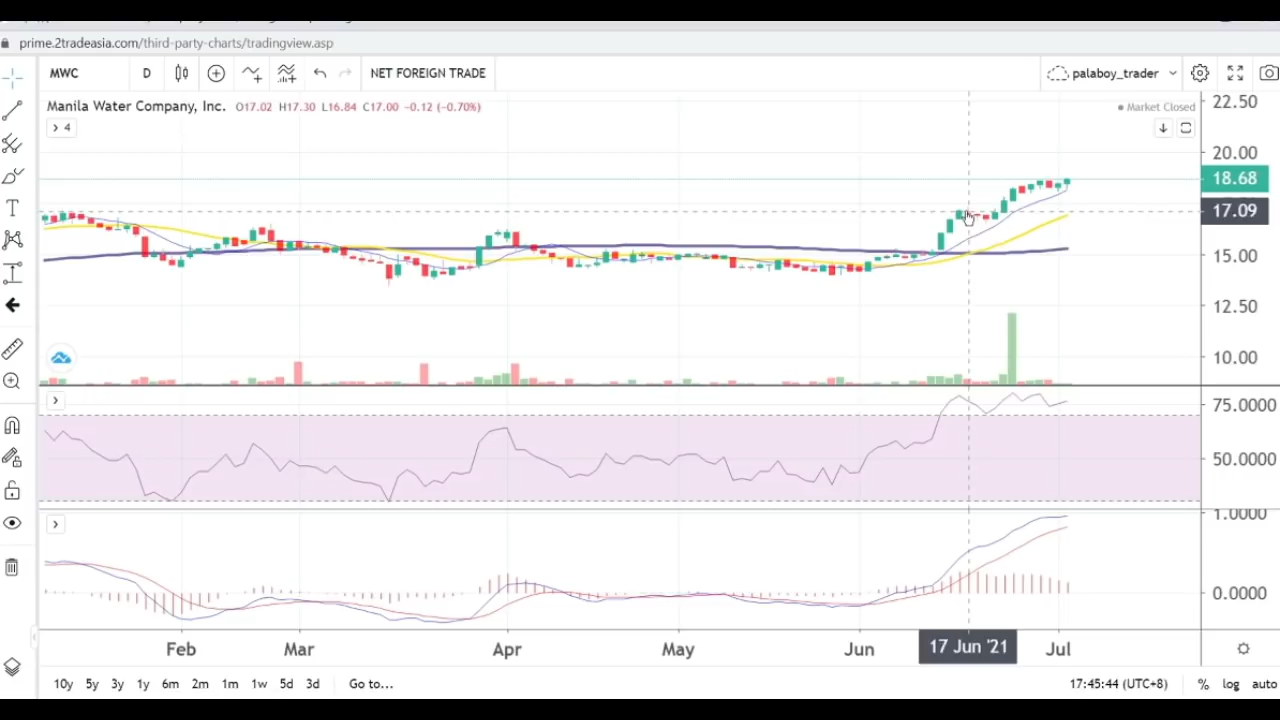 prime.2tradeasia.com/third-party-charts/tradingview.asp
MWC D NET FOREIGN TRADE palaboy_trader
Manila Water Company, Inc. O17.02 H17.30 L16.84 C17.00 -0.12 (-0.70%) Market Closed
4
22.50
20.00
18.68
17.09
15.00
12.50
10.00
75.0000
50.0000
1.0000
0.0000
Feb Mar Apr May Jun 17 Jun '21 Jul
10y 5y 3y 1y 6m 2m 1m 1w 5d 3d Go to... 17:45:44 (UTC+8) % log auto